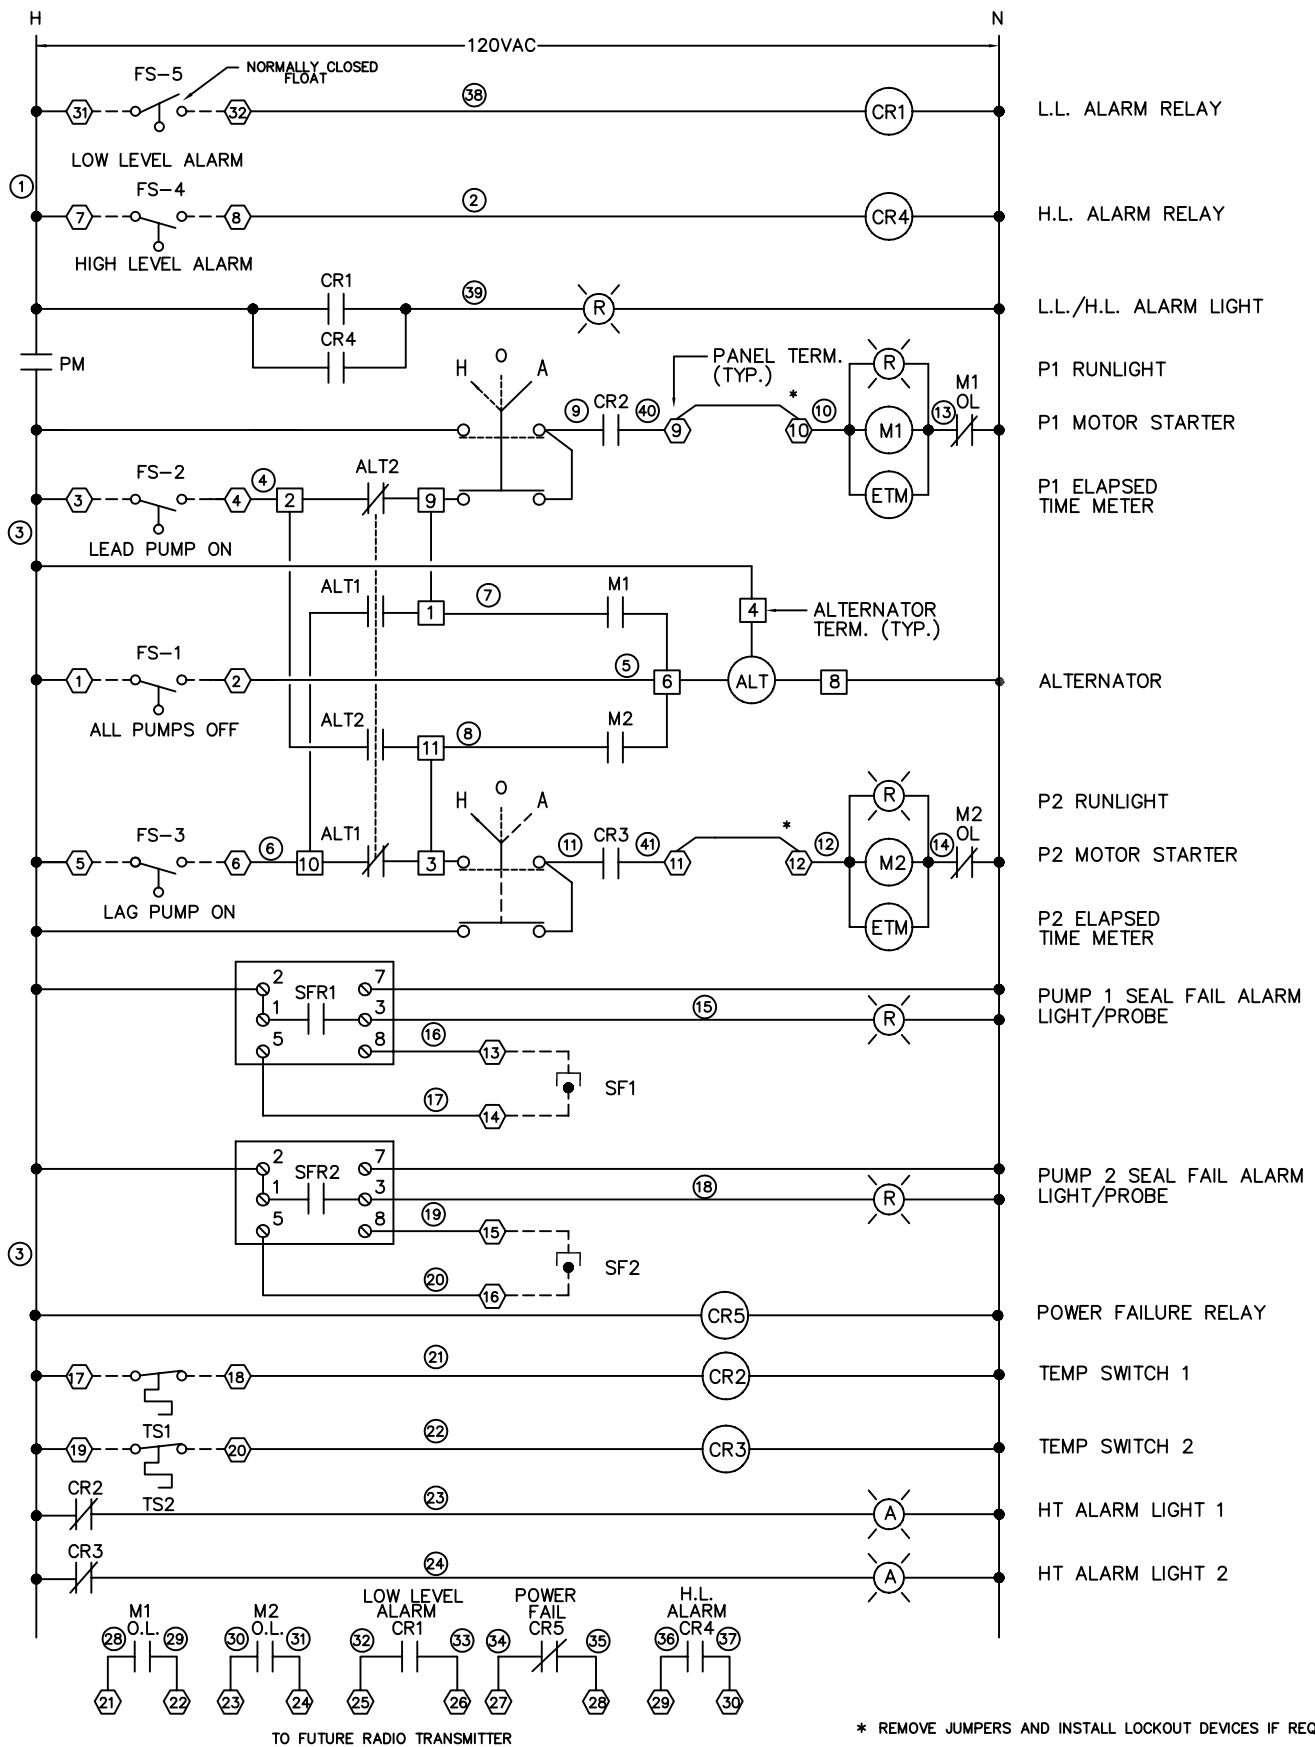 H
N
120VAC
FS-5
NORMALLY CLOSED
FLOAT
38
31
32
CR1
L.L. ALARM RELAY
LOW LEVEL ALARM
1
FS-4
2
7
8
CR4
H.L. ALARM RELAY
HIGH LEVEL ALARM
CR1
39
R
L.L./H.L. ALARM LIGHT
CR4
PM
H O A
PANEL TERM.
(TYP.)
*
R
P1 RUNLIGHT
M1
OL
9
CR2
40
9
10
10
M1
13
P1 MOTOR STARTER
FS-2
3
4
4
2
ALT2
9
ETM
P1 ELAPSED
TIME METER
3
LEAD PUMP ON
ALT1
1
7
M1
4
ALTERNATOR
TERM. (TYP.)
FS-1
1
2
5
6
ALT
8
ALTERNATOR
ALL PUMPS OFF
ALT2
11
8
M2
H O A
*
R
P2 RUNLIGHT
M2
OL
FS-3
5
6
6
10
ALT1
3
11
CR3
41
11
12
12
M2
14
P2 MOTOR STARTER
LAG PUMP ON
ETM
P2 ELAPSED
TIME METER
2
7
SFR1
1
3
15
R
PUMP 1 SEAL FAIL ALARM
LIGHT/PROBE
5
8
16
13
SF1
17
14
2
7
SFR2
1
3
18
R
PUMP 2 SEAL FAIL ALARM
LIGHT/PROBE
5
8
19
15
3
SF2
20
16
CR5
POWER FAILURE RELAY
17
18
21
CR2
TEMP SWITCH 1
TS1
19
20
22
CR3
TEMP SWITCH 2
TS2
CR2
23
A
HT ALARM LIGHT 1
CR3
24
A
HT ALARM LIGHT 2
M1
O.L.
28
29
21
22
M2
O.L.
30
31
23
24
LOW LEVEL
ALARM
CR1
32
33
25
26
POWER
FAIL
CR5
34
35
27
28
H.L.
ALARM
CR4
36
37
29
30
TO FUTURE RADIO TRANSMITTER
* REMOVE JUMPERS AND INSTALL LOCKOUT DEVICES IF REQ